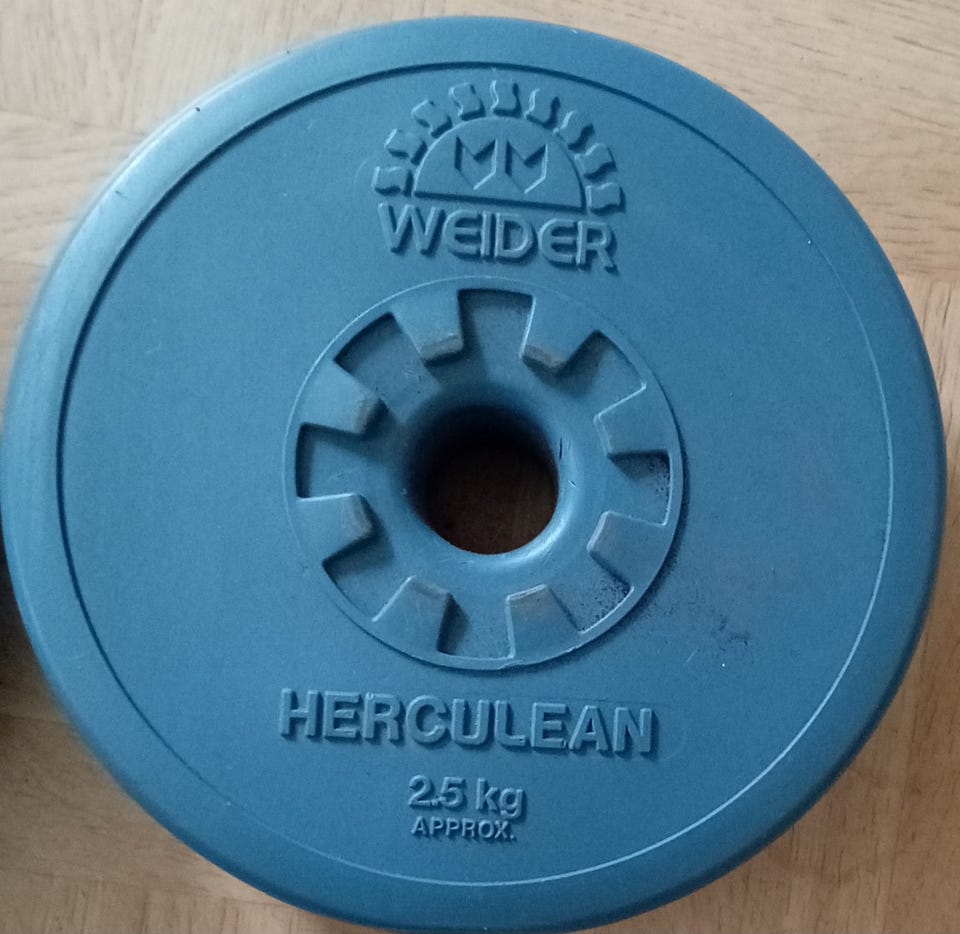 WEIDER
HERCULEAN
2.5 kg
APPROX.